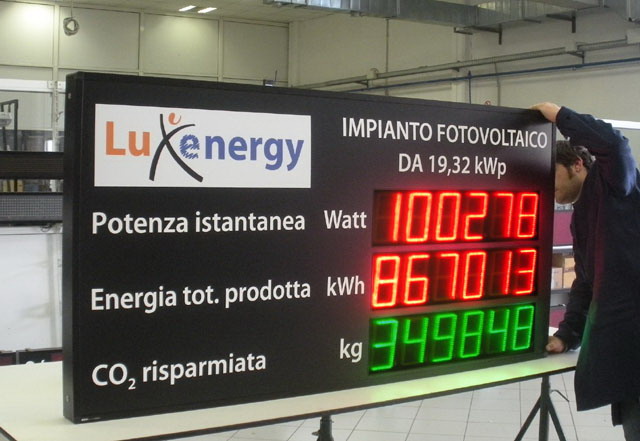 Luxenergy
IMPIANTO FOTOVOLTAICO
DA 19,32 kWp
Potenza istantanea Watt 100278
Energia tot. prodotta kWh 867013
CO2 risparmiata kg 349848